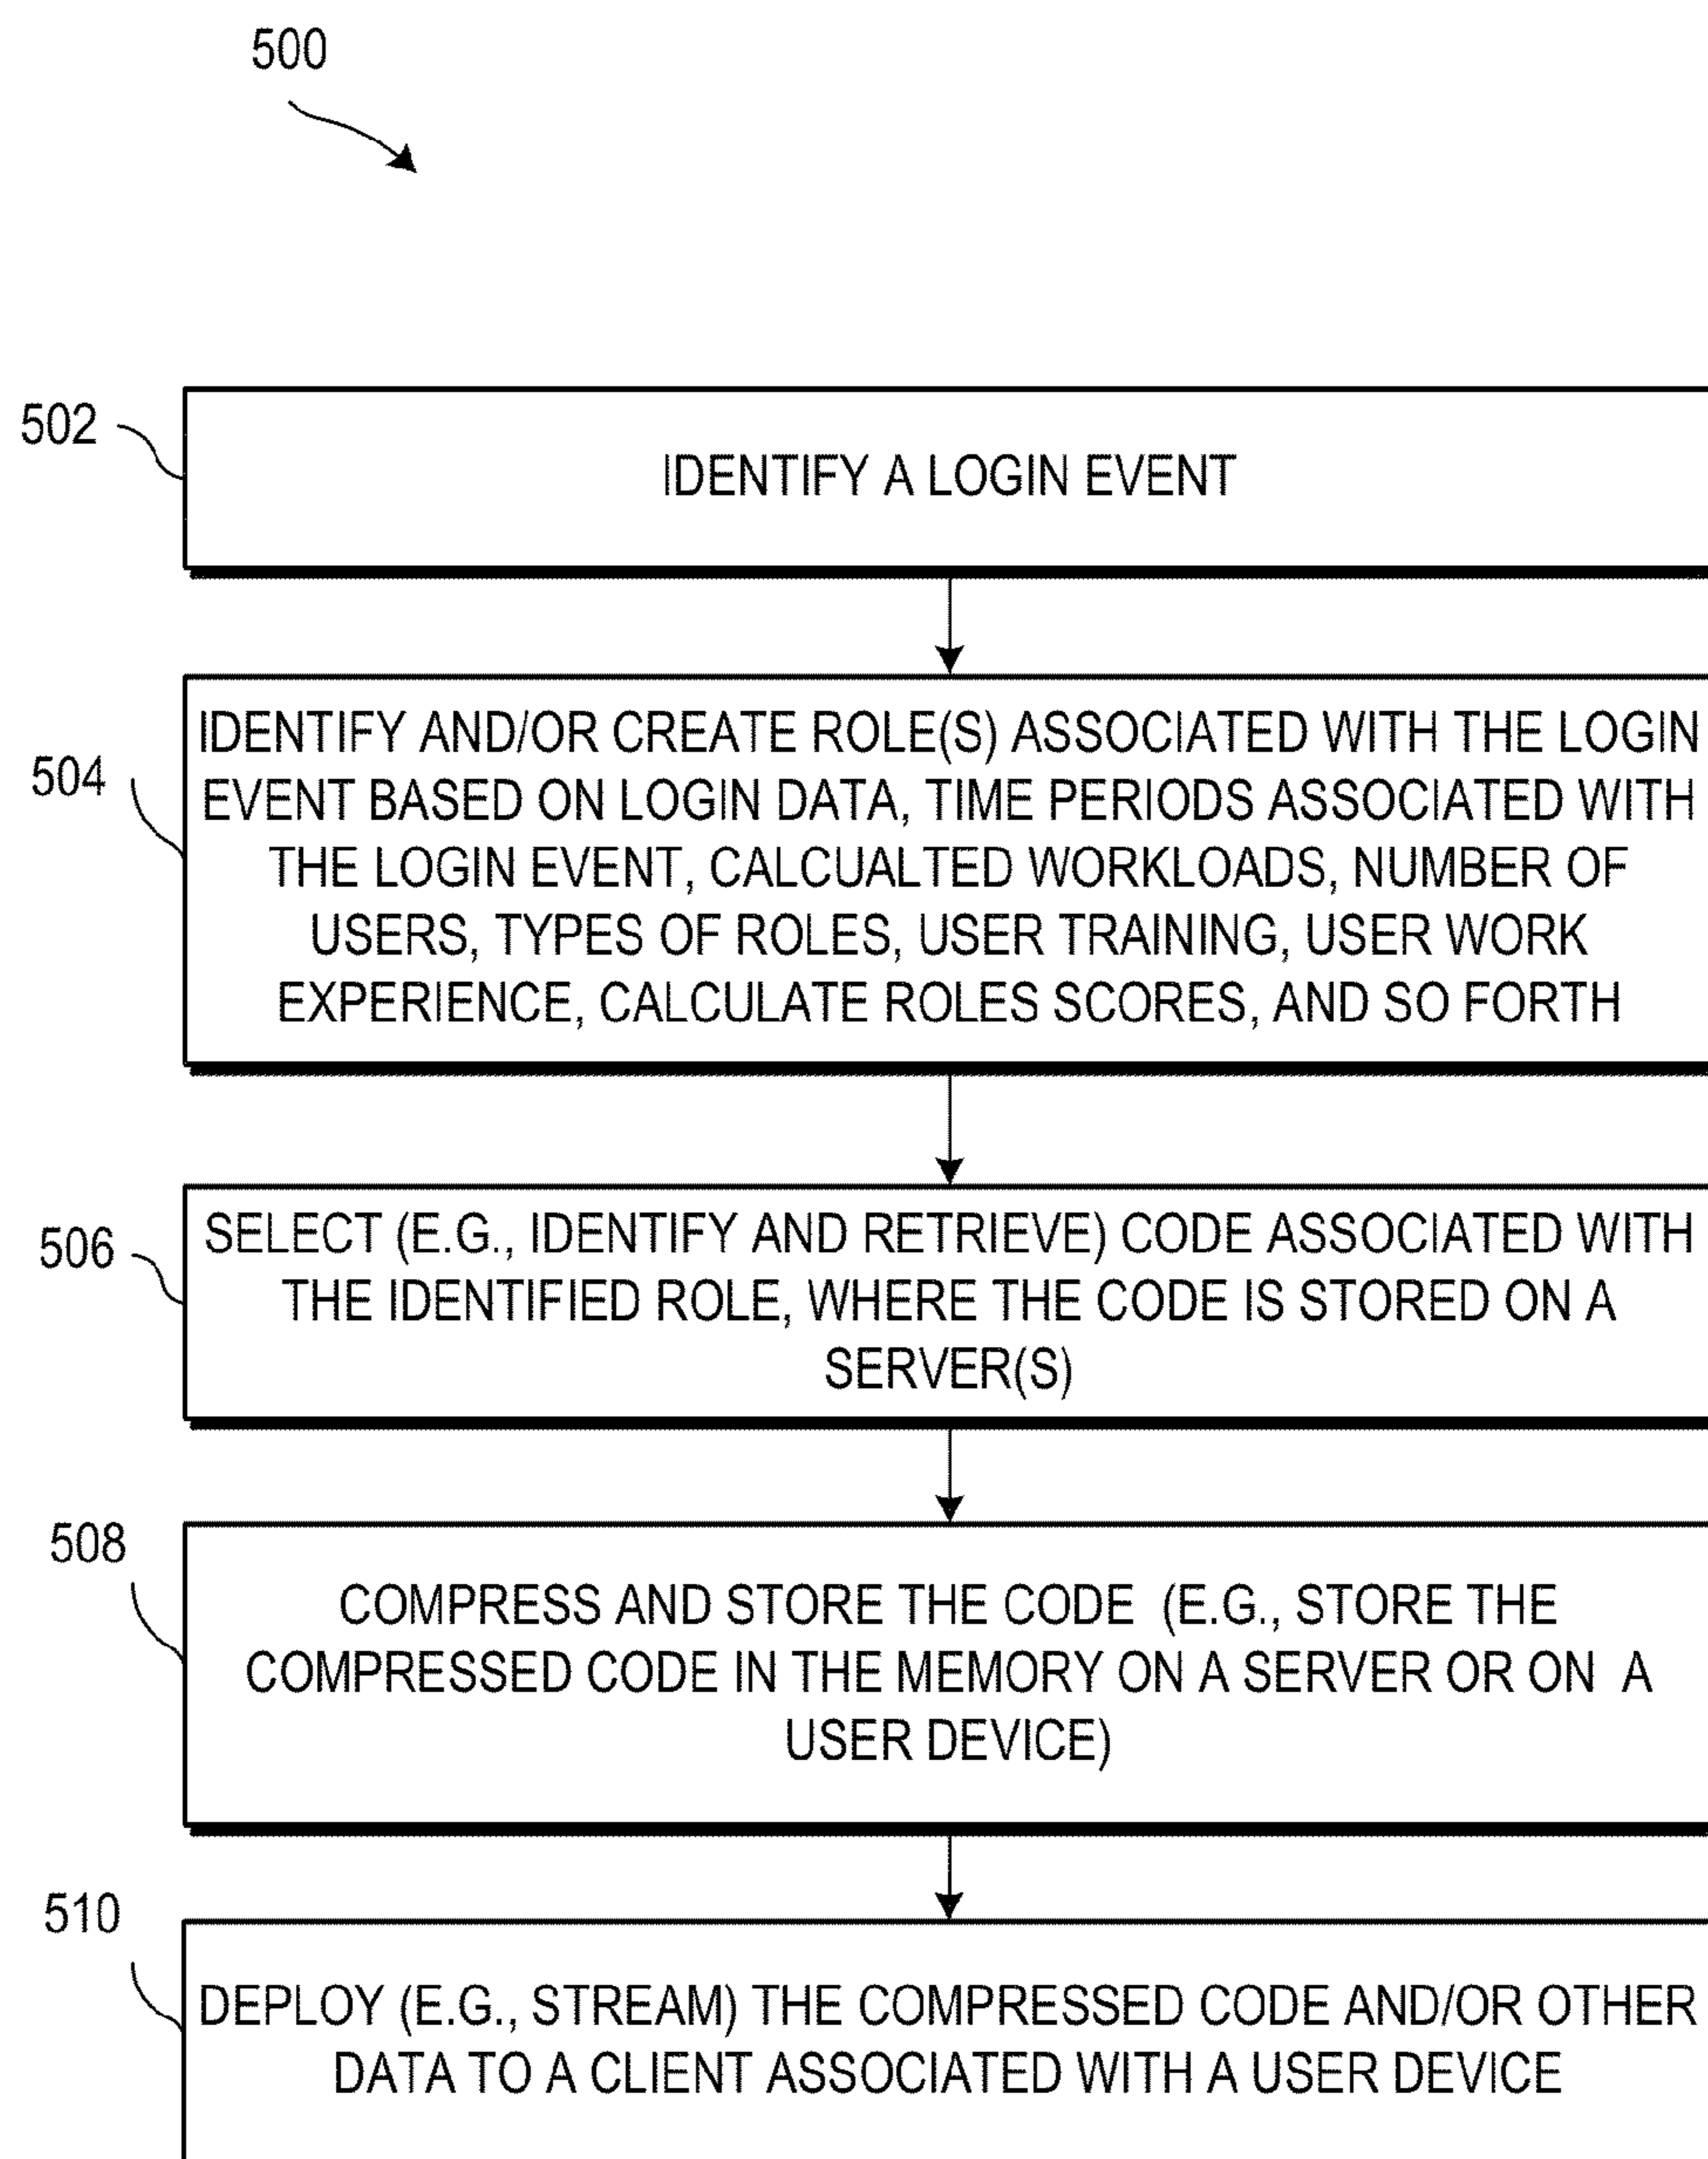 500
502
IDENTIFY A LOGIN EVENT
504
IDENTIFY AND/OR CREATE ROLE(S) ASSOCIATED WITH THE LOGIN
EVENT BASED ON LOGIN DATA, TIME PERIODS ASSOCIATED WITH
THE LOGIN EVENT, CALCUALTED WORKLOADS, NUMBER OF
USERS, TYPES OF ROLES, USER TRAINING, USER WORK
EXPERIENCE, CALCULATE ROLES SCORES, AND SO FORTH
506
SELECT (E.G., IDENTIFY AND RETRIEVE) CODE ASSOCIATED WITH
THE IDENTIFIED ROLE, WHERE THE CODE IS STORED ON A
SERVER(S)
508
COMPRESS AND STORE THE CODE (E.G., STORE THE
COMPRESSED CODE IN THE MEMORY ON A SERVER OR ON A
USER DEVICE)
510
DEPLOY (E.G., STREAM) THE COMPRESSED CODE AND/OR OTHER
DATA TO A CLIENT ASSOCIATED WITH A USER DEVICE